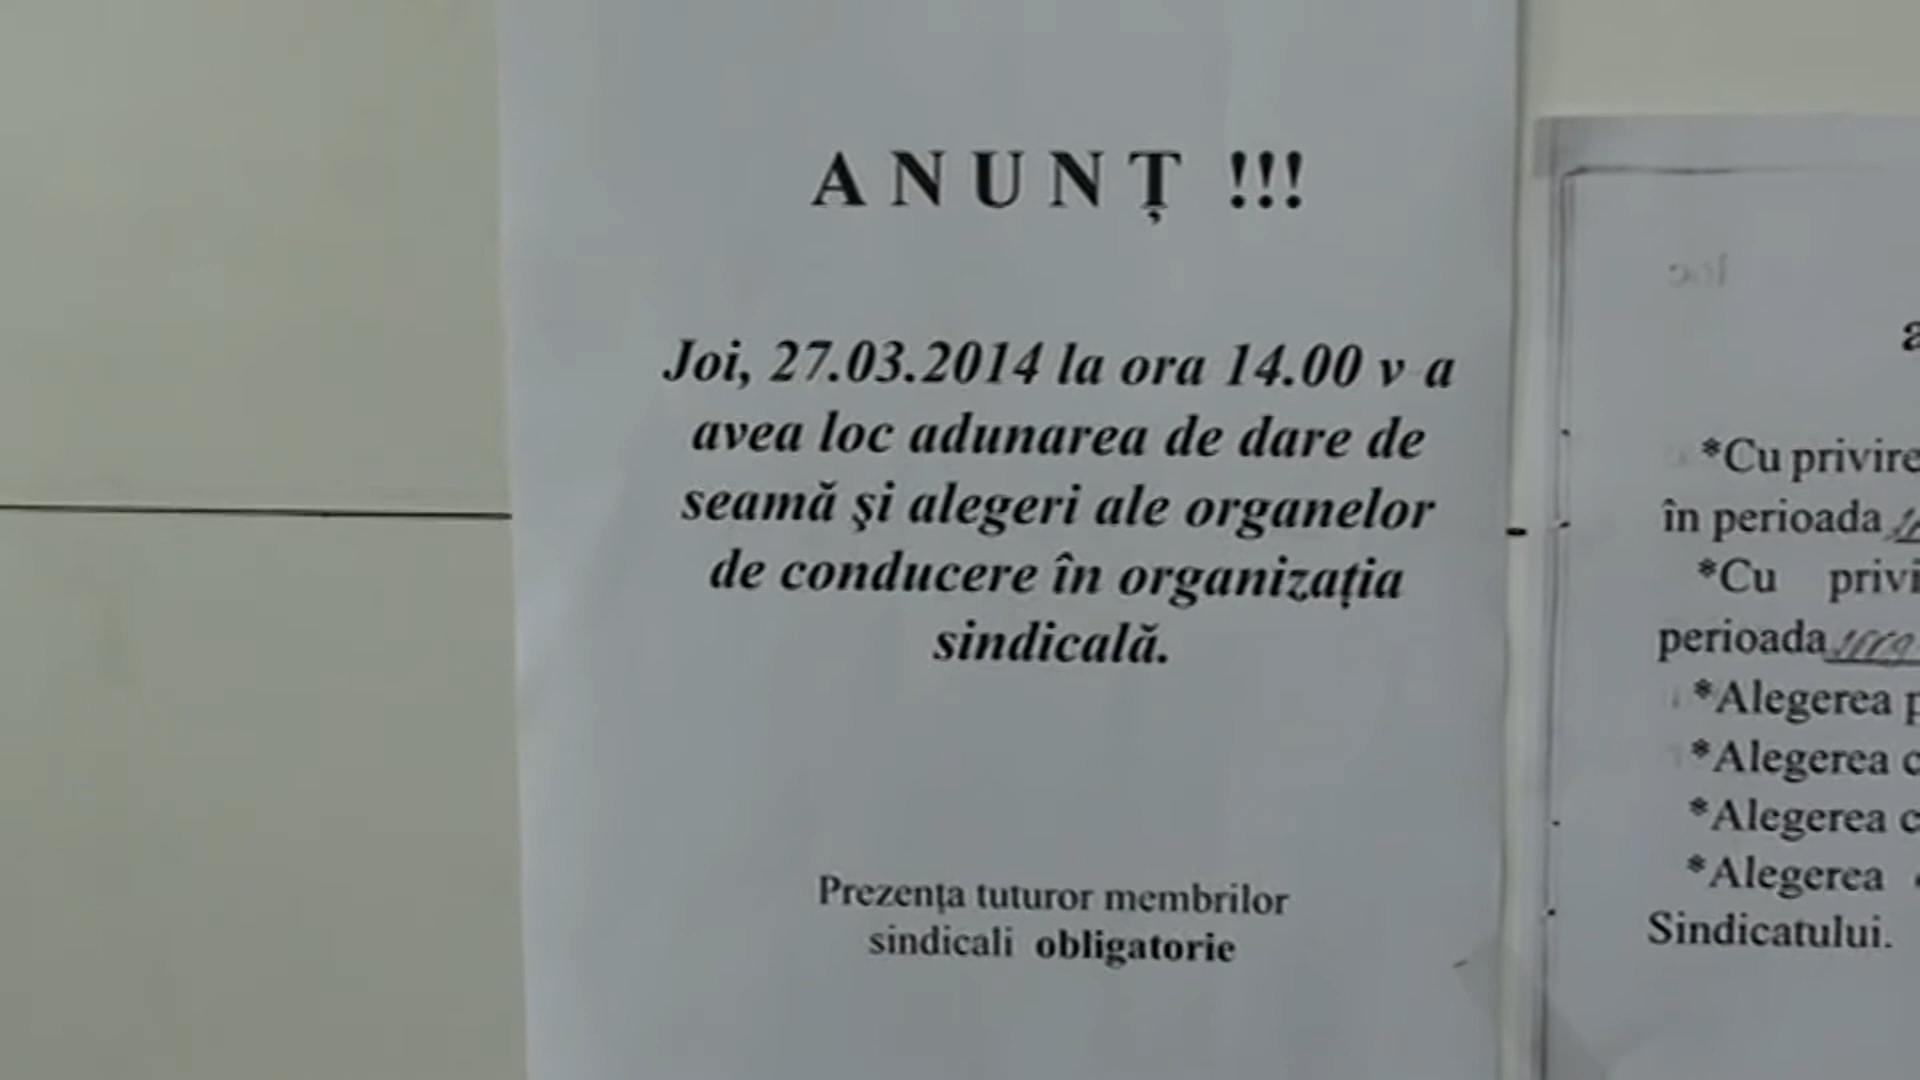 ANUNȚ !!!
Joi, 27.03.2014 la ora 14.00 v a
avea loc adunarea de dare de
seamă şi alegeri ale organelor
de conducere în organizaţia
sindicală.
Prezenţa tuturor membrilor
sindicali obligatorie
*Cu privire
în perioada
*Cu
perioada
*Alegerea
*Alegerea
*Alegerea
*Alegerea
Sindicatului.